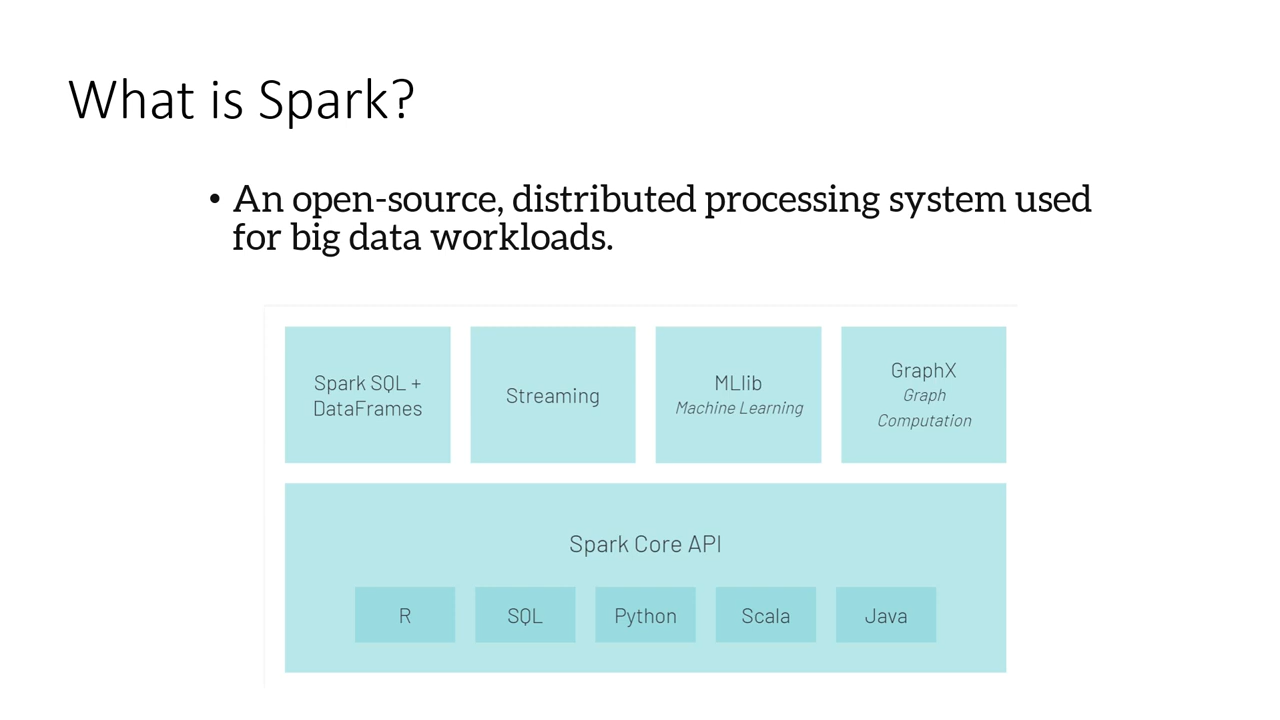 What is Spark?
• An open-source, distributed processing system used
for big data workloads.
Spark SQL +
DataFrames
Streaming
MLlib
Machine Learning
GraphX
Graph
Computation
Spark Core API
R
SQL
Python
Scala
Java